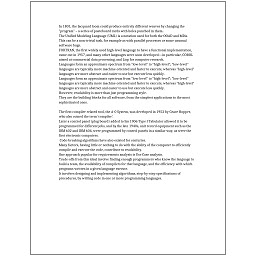 In 1801, the Jacquard loom could produce entirely different weaves by changing the
"program" – a series of pasteboard cards with holes punched in them.
The Unified Modeling Language (UML) is a notation used for both the OOAD and MDA.
This can be a non-trivial task, for example as with parallel processes or some unusual
software bugs.
FORTRAN, the first widely used high-level language to have a functional implementation,
came out in 1957, and many other languages were soon developed—in particular, COBOL
aimed at commercial data processing, and Lisp for computer research.
Languages form an approximate spectrum from "low-level" to "high-level"; "low-level"
languages are typically more machine-oriented and faster to execute, whereas "high-level"
languages are more abstract and easier to use but execute less quickly.
Languages form an approximate spectrum from "low-level" to "high-level"; "low-level"
languages are typically more machine-oriented and faster to execute, whereas "high-level"
languages are more abstract and easier to use but execute less quickly.
However, readability is more than just programming style.
They are the building blocks for all software, from the simplest applications to the most
sophisticated ones.
The first compiler related tool, the A-0 System, was developed in 1952 by Grace Hopper,
who also coined the term 'compiler'.
Later a control panel (plug board) added to his 1906 Type I Tabulator allowed it to be
programmed for different jobs, and by the late 1940s, unit record equipment such as the
IBM 602 and IBM 604, were programmed by control panels in a similar way, as were the
first electronic computers.
Code-breaking algorithms have also existed for centuries.
Many factors, having little or nothing to do with the ability of the computer to efficiently
compile and execute the code, contribute to readability.
One approach popular for requirements analysis is Use Case analysis.
Trade-offs from this ideal involve finding enough programmers who know the language to
build a team, the availability of compilers for that language, and the efficiency with which
programs written in a given language execute.
It involves designing and implementing algorithms, step-by-step specifications of
procedures, by writing code in one or more programming languages.